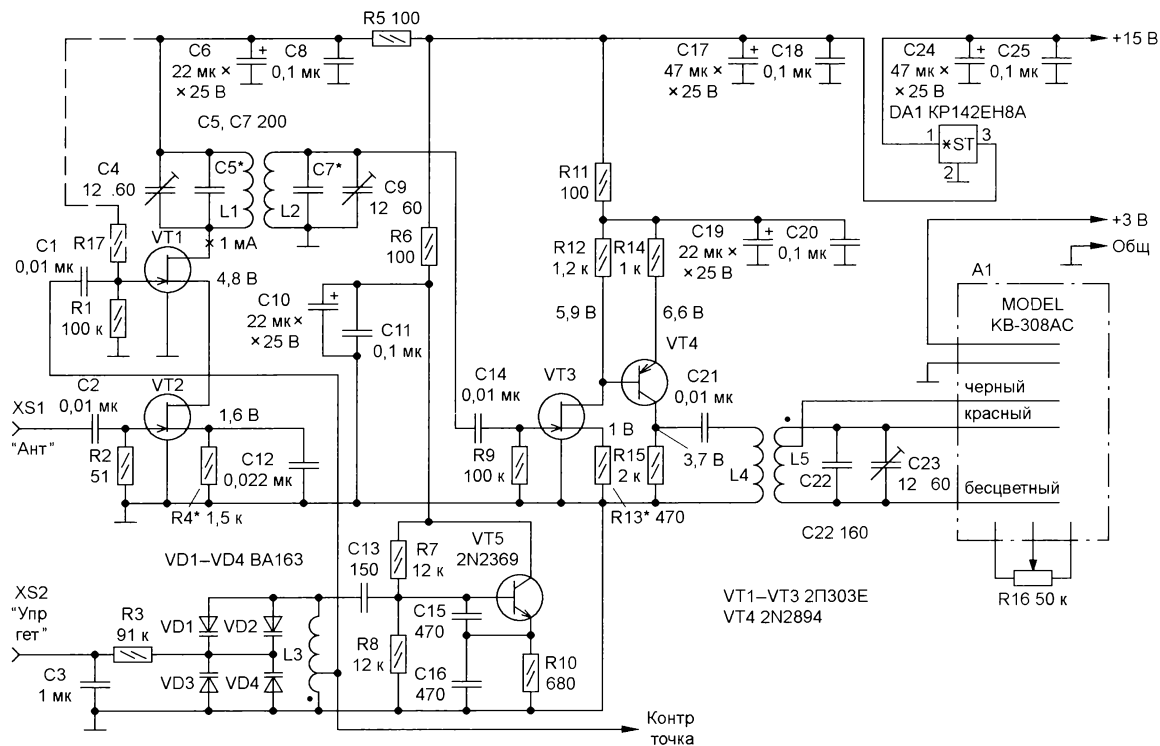 R5 100
C6
22 мк ×
× 25 В
+
C8
0,1 мк
C17
47 мк ×
× 25 В
+
C18
0,1 мк
C24
47 мк ×
× 25 В
+
C25
0,1 мк
+15 В
DA1 КР142ЕН8А
1
∗ST
3
2
C5, C7 200
C4
12 .60
C5*
L1
L2
C7*
C9
12 60
R11
100
+3 В
Общ
R17
VT1
× 1 мА
C1
0,01 мк
4,8 В
R1
100 к
R6
100
R12
1,2 к
R14
1 к
C19
22 мк ×
× 25 В
+
C20
0,1 мк
A1
MODEL
KB-308AC
C10
22 мк×
× 25 В
+
C11
0,1 мк
5,9 В
6,6 В
VT4
XS1
"Ант"
C2
0,01 мк
VT2
1,6 В
C14
0,01 мк
VT3
C21
0,01 мк
черный
красный
R2
51
R4* 1,5 к
C12
0,022 мк
R9
100 к
1 В
R15
2 к
3,7 В
R13* 470
L4
L5
C22
C23
12 60
бесцветный
C22 160
VD1–VD4 BA163
C13
150
R7
12 к
VT5
2N2369
VT1–VT3 2П303Е
VT4 2N2894
R16 50 к
XS2
"Упр
гет"
R3
91 к
VD1
VD2
VD3
VD4
L3
C3
1 мк
R8
12 к
C15
470
C16
470
R10
680
Контр
точка